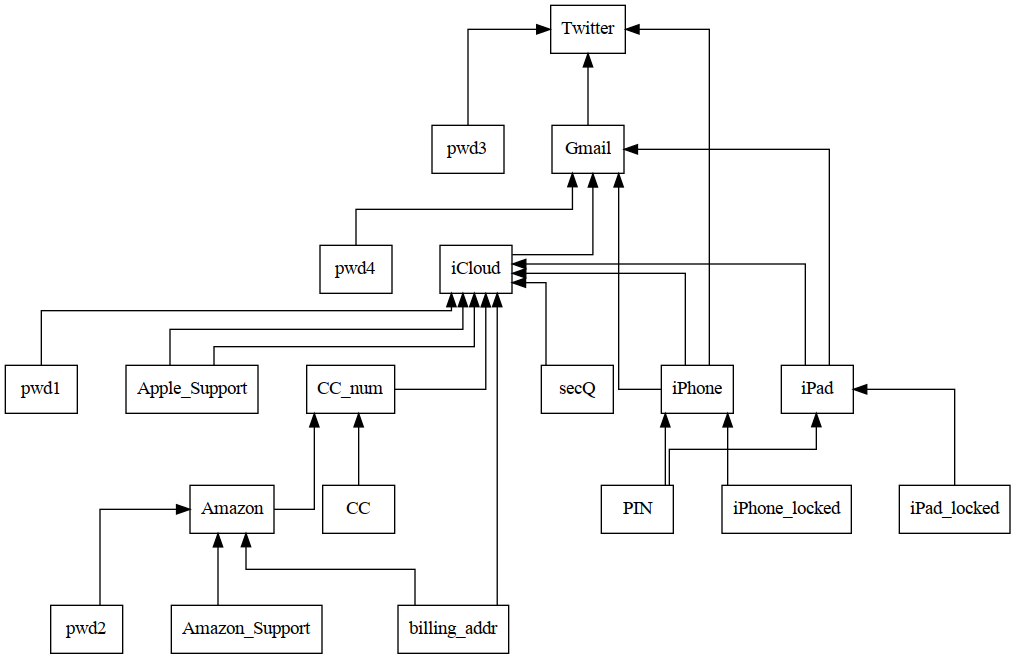 Twitter
pwd3
Gmail
pwd4
iCloud
pwd1
Apple_Support
CC_num
secQ
iPhone
iPad
Amazon
CC
PIN
iPhone_locked
iPad_locked
pwd2
Amazon_Support
billing_addr